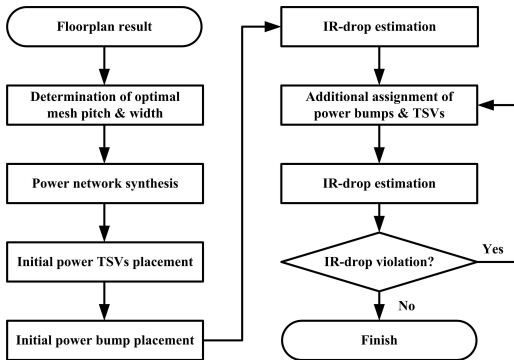 Floorplan result
Determination of optimal
mesh pitch & width
Power network synthesis
Initial power TSVs placement
Initial power bump placement
IR-drop estimation
Additional assignment of
power bumps & TSVs
IR-drop estimation
IR-drop violation?
Yes
No
Finish